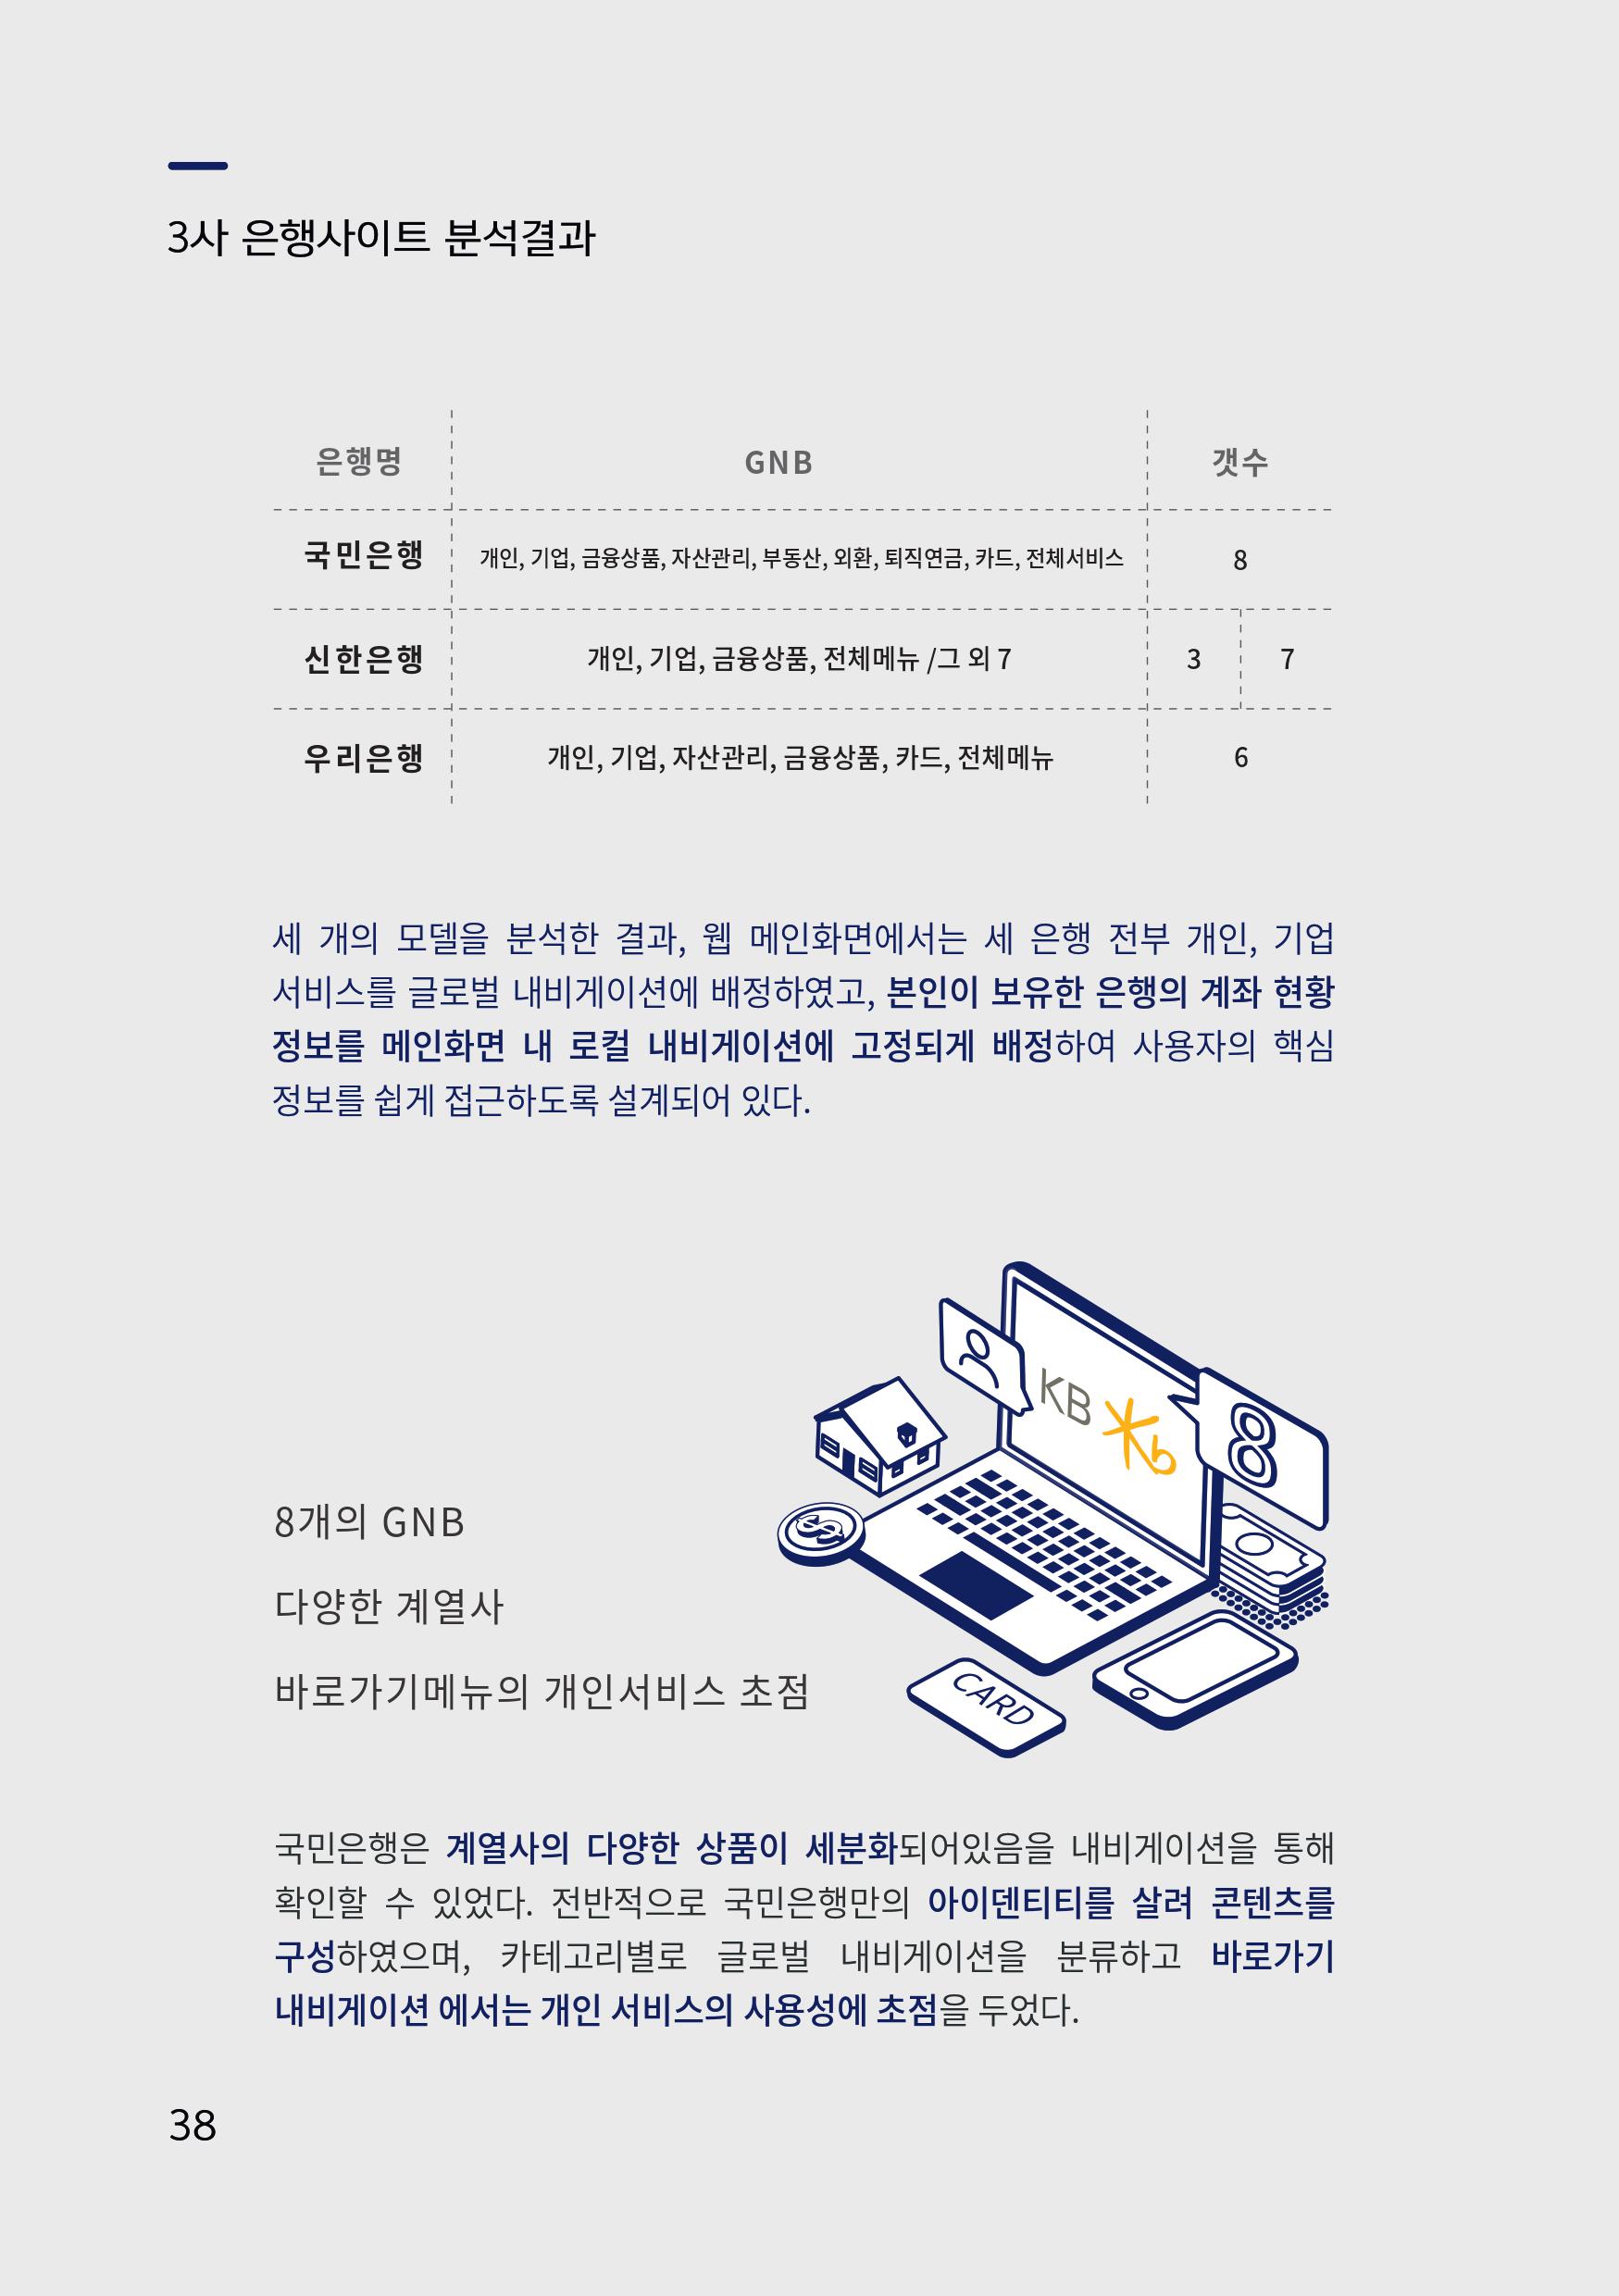 3사 은행사이트 분석결과
은행명 GNB 갯수
국민은행 개인, 기업, 금융상품, 자산관리, 부동산, 외환, 퇴직연금, 카드, 전체서비스 8
신한은행 개인, 기업, 금융상품, 전체메뉴 /그 외 7 3 7
우리은행 개인, 기업, 자산관리, 금융상품, 카드, 전체메뉴 6
세 개의 모델을 분석한 결과, 웹 메인화면에서는 세 은행 전부 개인, 기업
서비스를 글로벌 내비게이션에 배정하였고, 본인이 보유한 은행의 계좌 현황
정보를 메인화면 내 로컬 내비게이션에 고정되게 배정하여 사용자의 핵심
정보를 쉽게 접근하도록 설계되어 있다.
KB
8
$
CARD
8개의 GNB
다양한 계열사
바로가기메뉴의 개인서비스 초점
국민은행은 계열사의 다양한 상품이 세분화되어있음을 내비게이션을 통해
확인할 수 있었다. 전반적으로 국민은행만의 아이덴티티를 살려 콘텐츠를
구성하였으며, 카테고리별로 글로벌 내비게이션을 분류하고 바로가기
내비게이션 에서는 개인 서비스의 사용성에 초점을 두었다.
38